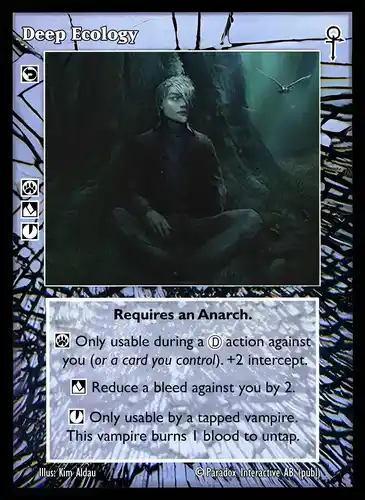 Deep Ecology
Requires an Anarch.
Only usable during a D action against
you (or a card you control). +2 intercept.
Reduce a bleed against you by 2.
Only usable by a tapped vampire.
This vampire burns 1 blood to untap.
Illus: Kim Aldau © Paradox Interactive AB (publ)